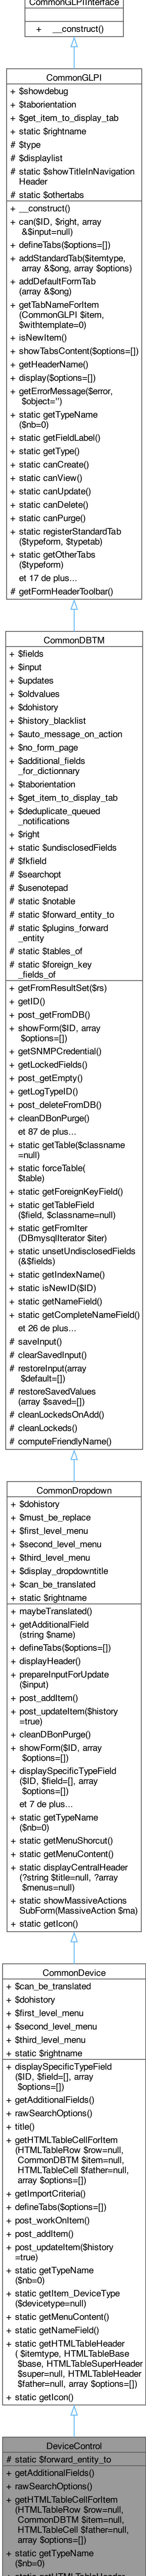 CommonGLPIInterface
+ __construct()
CommonGLPI
+ $showdebug
+ $taborientation
+ $get_item_to_display_tab
+ static $rightname
# $type
# $displaylist
# static $showTitleInNavigation
Header
# static $othertabs
+ __construct()
+ can($ID, $right, array
&$input=null)
+ defineTabs($options=[])
+ addStandardTab($itemtype,
array &$ong, array $options)
+ addDefaultFormTab
(array &$ong)
+ getTabNameForItem
(CommonGLPI $item,
$withtemplate=0)
+ isNewItem()
+ showTabsContent($options=[])
+ getHeaderName()
+ display($options=[])
+ getErrorMessage($error,
$object='')
+ static getTypeName
($nb=0)
+ static getFieldLabel()
+ static getType()
+ static canCreate()
+ static canView()
+ static canUpdate()
+ static canDelete()
+ static canPurge()
+ static registerStandardTab
($typeform, $typetab)
+ static getOtherTabs
($typeform)
et 17 de plus...
# getFormHeaderToolbar()
CommonDBTM
+ $fields
+ $input
+ $updates
+ $oldvalues
+ $dohistory
+ $history_blacklist
+ $auto_message_on_action
+ $no_form_page
+ $additional_fields
_for_dictionnary
+ $taborientation
+ $get_item_to_display_tab
+ $deduplicate_queued
_notifications
+ $right
+ static $undisclosedFields
# $fkfield
# $searchopt
# $usenotepad
# static $notable
# static $forward_entity_to
# static $plugins_forward
_entity
# static $tables_of
# static $foreign_key
_fields_of
+ getFromResultSet($rs)
+ getID()
+ post_getFromDB()
+ showForm($ID, array
$options=[])
+ getSNMPCredential()
+ getLockedFields()
+ post_getEmpty()
+ getLogTypeID()
+ post_deleteFromDB()
+ cleanDBonPurge()
et 87 de plus...
+ static getTable($classname
=null)
+ static forceTable(
$table)
+ static getForeignKeyField()
+ static getTableField
($field, $classname=null)
+ static getFromIter
(DBmysqlIterator $iter)
+ static unsetUndisclosedFields
(&$fields)
+ static getIndexName()
+ static isNewID($ID)
+ static getNameField()
+ static getCompleteNameField()
et 26 de plus...
# saveInput()
# clearSavedInput()
# restoreInput(array
$default=[])
# restoreSavedValues
(array $saved=[])
# cleanLockedsOnAdd()
# cleanLockeds()
# computeFriendlyName()
CommonDropdown
+ $dohistory
+ $must_be_replace
+ $first_level_menu
+ $second_level_menu
+ $third_level_menu
+ $display_dropdowntitle
+ $can_be_translated
+ static $rightname
+ maybeTranslated()
+ getAdditionalField
(string $name)
+ defineTabs($options=[])
+ displayHeader()
+ prepareInputForUpdate
($input)
+ post_addItem()
+ post_updateItem($history
=true)
+ cleanDBonPurge()
+ showForm($ID, array
$options=[])
+ displaySpecificTypeField
($ID, $field=[], array
$options=[])
et 7 de plus...
+ static getTypeName
($nb=0)
+ static getMenuShorcut()
+ static getMenuContent()
+ static displayCentralHeader
(?string $title=null, ?array
$menus=null)
+ static showMassiveActions
SubForm(MassiveAction $ma)
+ static getIcon()
CommonDevice
+ $can_be_translated
+ $dohistory
+ $first_level_menu
+ $second_level_menu
+ $third_level_menu
+ static $rightname
+ displaySpecificTypeField
($ID, $field=[], array
$options=[])
+ getAdditionalFields()
+ rawSearchOptions()
+ title()
+ getHTMLTableCellForItem
(HTMLTableRow $row=null,
CommonDBTM $item=null,
HTMLTableCell $father=null,
array $options=[])
+ getImportCriteria()
+ defineTabs($options=[])
+ post_workOnItem()
+ post_addItem()
+ post_updateItem($history
=true)
+ static getTypeName
($nb=0)
+ static getItem_DeviceType
($devicetype=null)
+ static getMenuContent()
+ static getNameField()
+ static getHTMLTableHeader
( $itemtype, HTMLTableBase
$base, HTMLTableSuperHeader
$super=null, HTMLTableHeader
$father=null, array $options=[])
+ static getIcon()
DeviceControl
# static $forward_entity_to
+ getAdditionalFields()
+ rawSearchOptions()
+ getHTMLTableCellForItem
(HTMLTableRow $row=null,
CommonDBTM $item=null,
HTMLTableCell $father=null,
array $options=[])
+ static getTypeName
($nb=0)